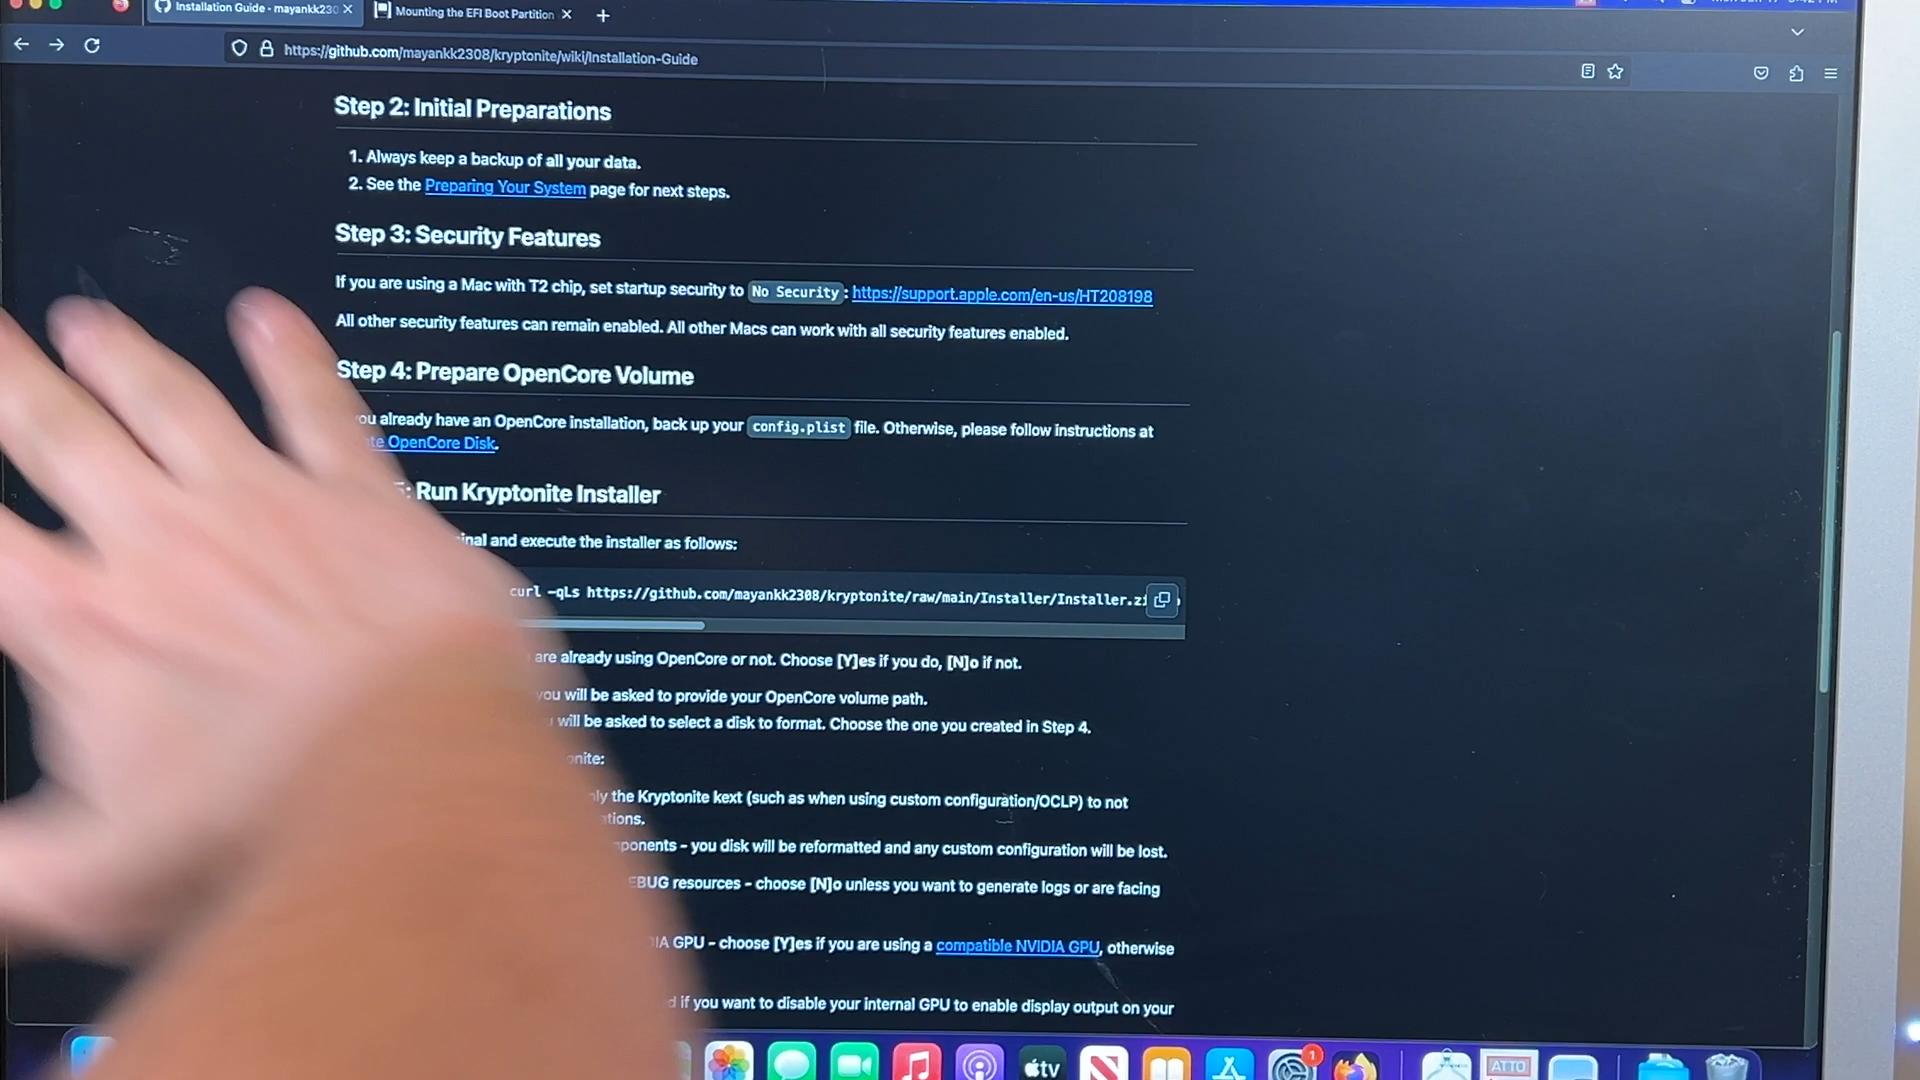 Installation Guide - mayankk230
Mounting the EFI Boot Partition
https://github.com/mayankk2308/kryptonite/wiki/Installation-Guide
Step 2: Initial Preparations
1. Always keep a backup of all your data.
2. See the Preparing Your System page for next steps.
Step 3: Security Features
If you are using a Mac with T2 chip, set startup security to No Security : https://support.apple.com/en-us/HT208198
All other security features can remain enabled. All other Macs can work with all security features enabled.
Step 4: Prepare OpenCore Volume
you already have an OpenCore installation, back up your config.plist file. Otherwise, please follow instructions at
OpenCore Disk.
: Run Kryptonite Installer
and execute the installer as follows:
curl -qLs https://github.com/mayankk2308/kryptonite/raw/main/Installer/Installer.zi
are already using OpenCore or not. Choose [Y]es if you do, [N]o if not.
you will be asked to provide your OpenCore volume path.
will be asked to select a disk to format. Choose the one you created in Step 4.
onite:
the Kryptonite kext (such as when using custom configuration/OCLP) to not
ations.
ponents - you disk will be reformatted and any custom configuration will be lost.
EBUG resources - choose [N]o unless you want to generate logs or are facing
GPU - choose [Y]es if you are using a compatible NVIDIA GPU, otherwise
if you want to disable your internal GPU to enable display output on your
tv
1
ATTO